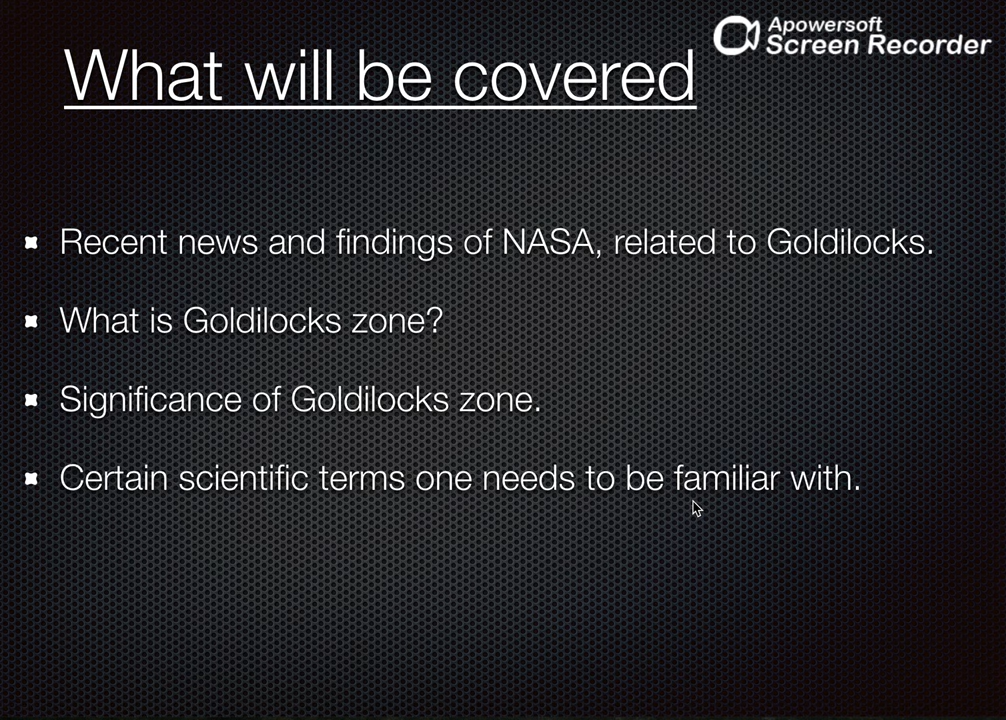 Apowersoft
Screen Recorder
What will be covered
Recent news and findings of NASA, related to Goldilocks.
What is Goldilocks zone?
Significance of Goldilocks zone.
Certain scientific terms one needs to be familiar with.